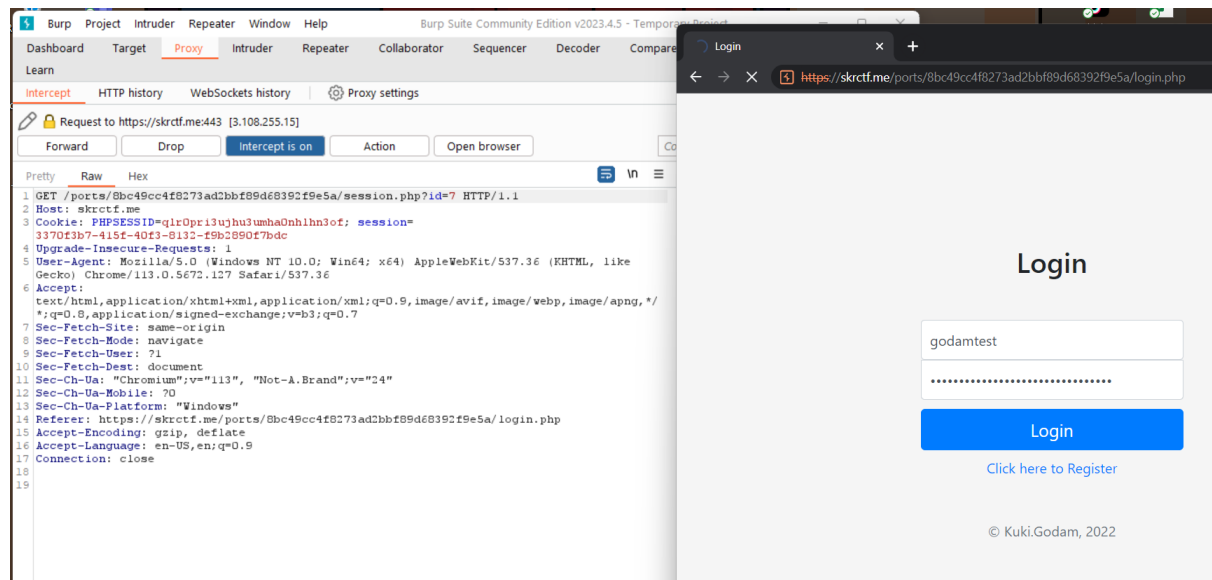 Burp Project Intruder Repeater Window Help Burp Suite Community Edition v2023.4.5 - Temporary Project
Dashboard Target Proxy Intruder Repeater Collaborator Sequencer Decoder Compare
Learn
Intercept HTTP history WebSockets history Proxy settings
Request to https://skrctf.me:443 [3.108.255.15]
Forward Drop Intercept is on Action Open browser Co
Pretty Raw Hex \n
1 GET /ports/8bc49cc4f8273ad2bbf89d68392f9e5a/session.php?id=7 HTTP/1.1
2 Host: skrctf.me
3 Cookie: PHPSESSID=qlr0pri3ujhu3umha0nhlhn3of; session=
3370f3b7-415f-40f3-8132-f9b2890f7bdc
4 Upgrade-Insecure-Requests: 1
5 User-Agent: Mozilla/5.0 (Windows NT 10.0; Win64; x64) AppleWebKit/537.36 (KHTML, like
Gecko) Chrome/113.0.5672.127 Safari/537.36
6 Accept:
text/html,application/xhtml+xml,application/xml;q=0.9,image/avif,image/webp,image/apng,*/
*;q=0.8,application/signed-exchange;v=b3;q=0.7
7 Sec-Fetch-Site: same-origin
8 Sec-Fetch-Mode: navigate
9 Sec-Fetch-User: ?1
10 Sec-Fetch-Dest: document
11 Sec-Ch-Ua: "Chromium";v="113", "Not-A.Brand";v="24"
12 Sec-Ch-Ua-Mobile: ?0
13 Sec-Ch-Ua-Platform: "Windows"
14 Referer: https://skrctf.me/ports/8bc49cc4f8273ad2bbf89d68392f9e5a/login.php
15 Accept-Encoding: gzip, deflate
16 Accept-Language: en-US,en;q=0.9
17 Connection: close
18
19
Login
https://skrctf.me/ports/8bc49cc4f8273ad2bbf89d68392f9e5a/login.php
Login
godamtest
Login
Click here to Register
© Kuki.Godam, 2022